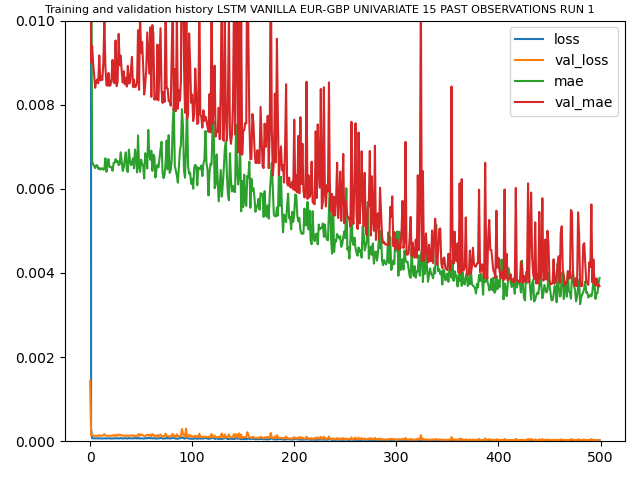 Training and validation history LSTM VANILLA EUR-GBP UNIVARIATE 15 PAST OBSERVATIONS RUN 1
0.010
0.008
0.006
0.004
0.002
0.000
0 100 200 300 400 500
loss
val_loss
mae
val_mae